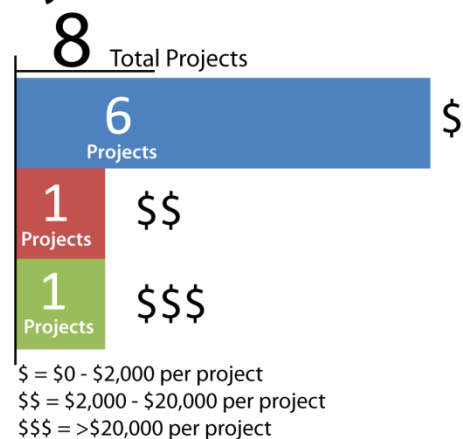 8 Total Projects
6
Projects
$
1
Projects
$$
1
Projects
$$$
$ = $0 - $2,000 per project
$$ = $2,000 - $20,000 per project
$$$ = >$20,000 per project